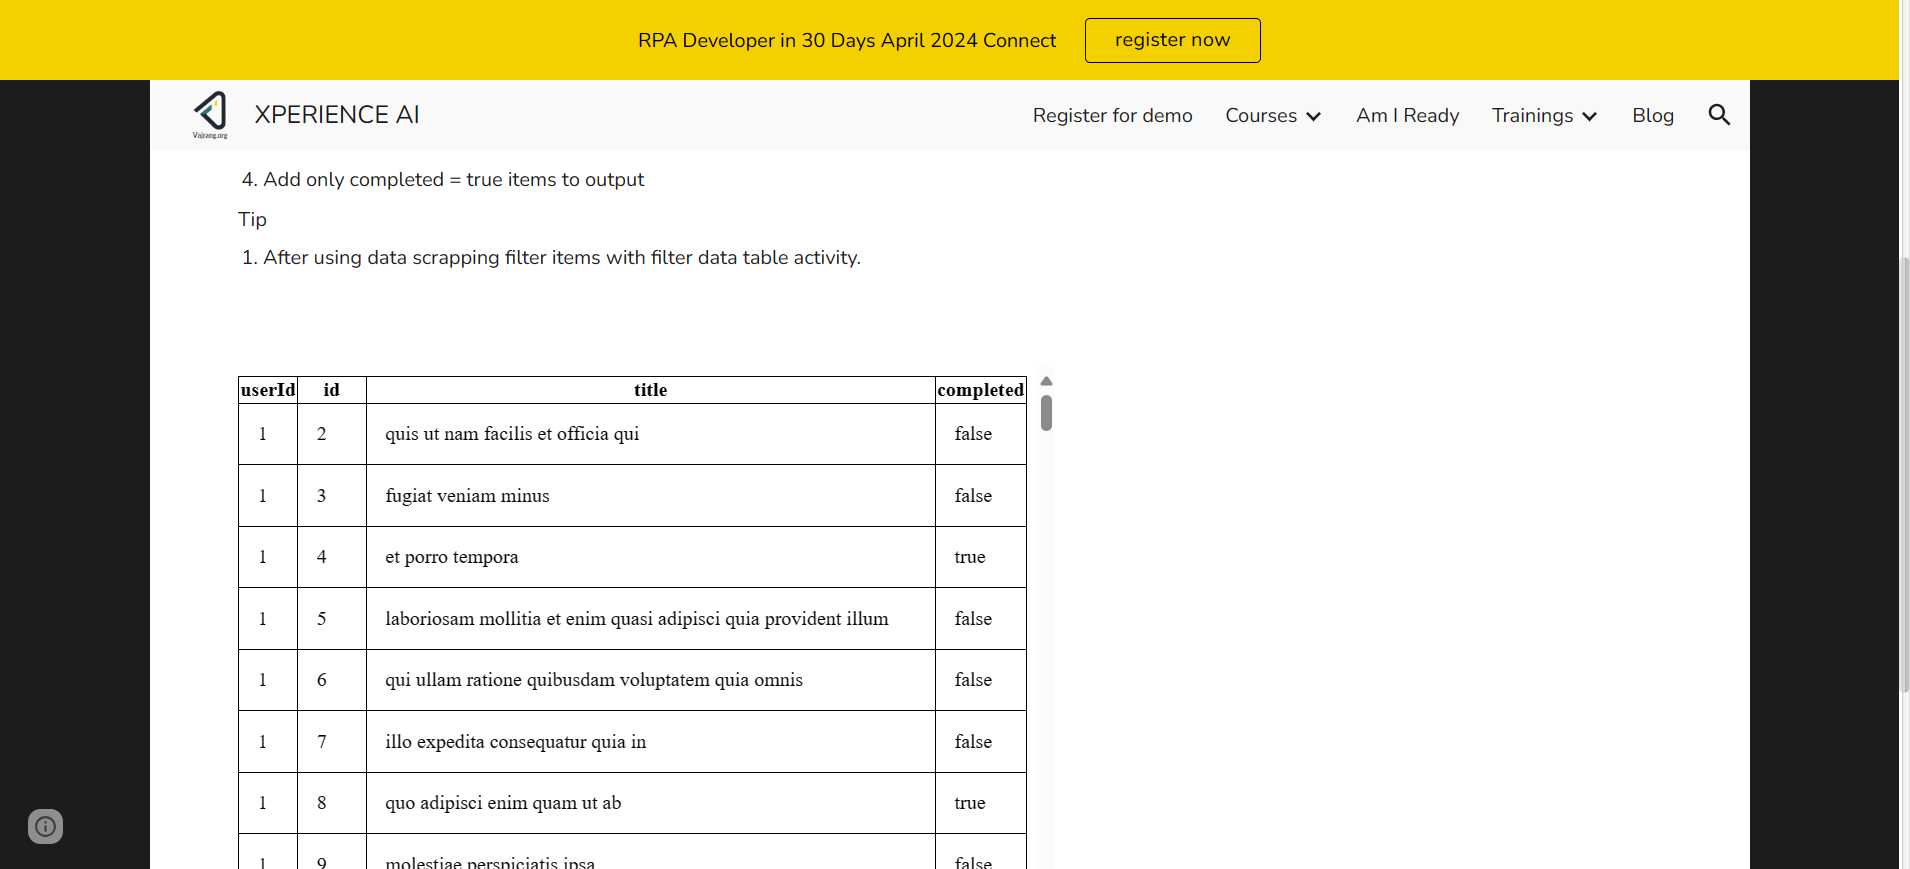 RPA Developer in 30 Days April 2024 Connect register now
Vajrang.org
XPERIENCE AI Register for demo Courses Am I Ready Trainings Blog
4. Add only completed = true items to output
Tip
1. After using data scrapping filter items with filter data table activity.
userId id title completed
1 2 quis ut nam facilis et officia qui false
1 3 fugiat veniam minus false
1 4 et porro tempora true
1 5 laboriosam mollitia et enim quasi adipisci quia provident illum false
1 6 qui ullam ratione quibusdam voluptatem quia omnis false
1 7 illo expedita consequatur quia in false
1 8 quo adipisci enim quam ut ab true
1 9 molestiae perspiciatis ipsa false